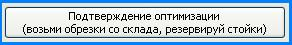 Подтверждение оптимизации
(возьми обрезки со склада, резервируй стойки)